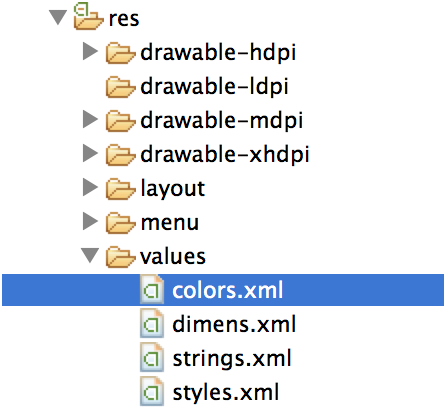 res
drawable-hdpi
drawable-ldpi
drawable-mdpi
drawable-xhdpi
layout
menu
values
colors.xml
dimens.xml
strings.xml
styles.xml